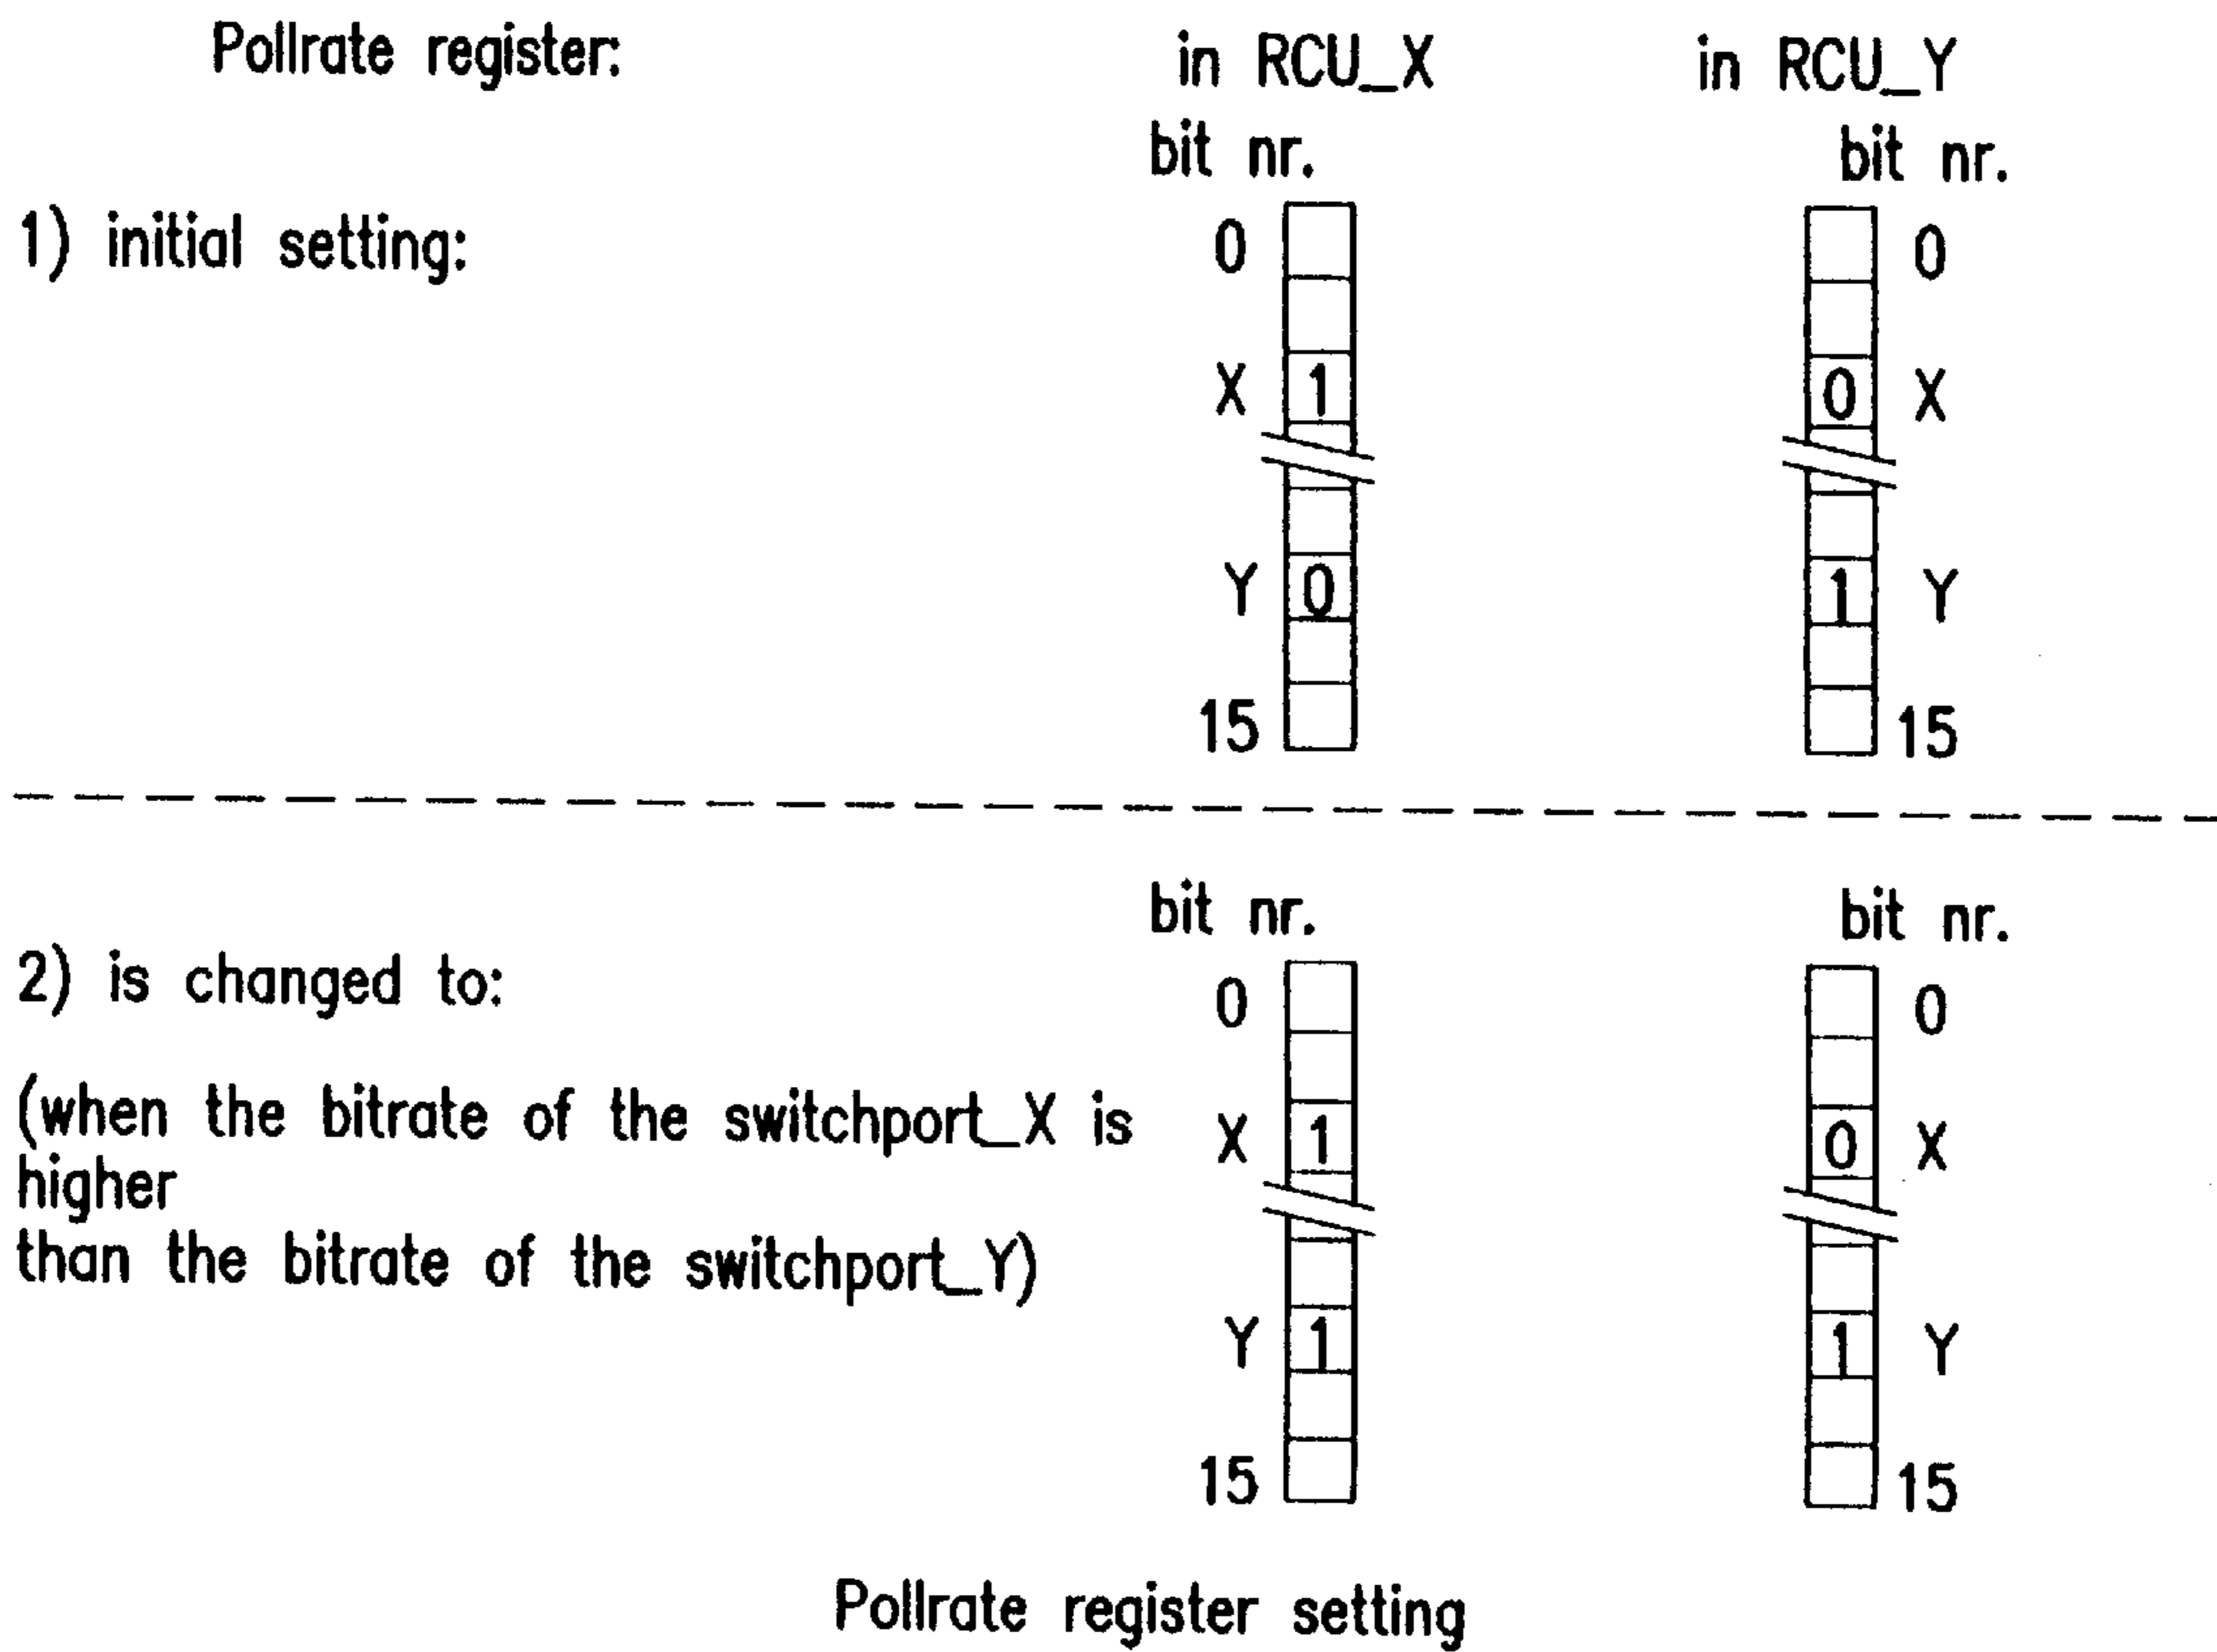 Pollrate register: in RCU_X in RCU_Y
bit nr. bit nr.
1) initial setting: 0 0
X 1 0 X
Y 0 1 Y
15 15
bit nr. bit nr.
2) is changed to: 0 0
(when the bitrate of the switchport_X is X 1 0 X
higher
than the bitrate of the switchport_Y)
Y 1 1 Y
15 15
Pollrate register setting